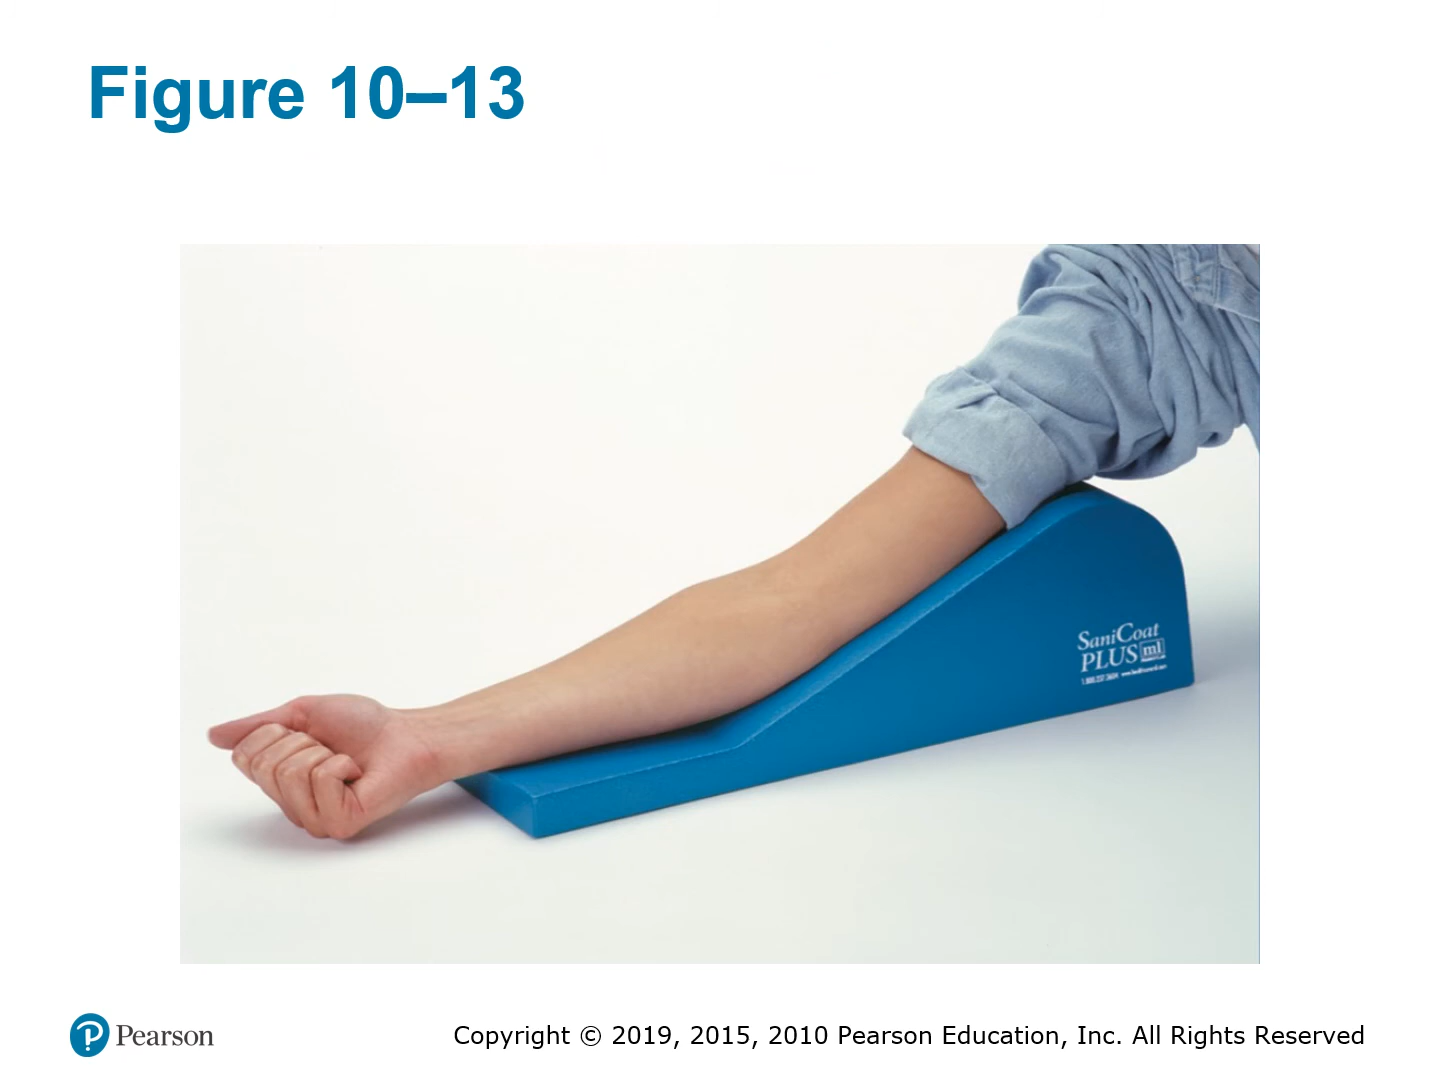 Figure 10–13
SaniCoat
PLUS ml
Pearson
Copyright © 2019, 2015, 2010 Pearson Education, Inc. All Rights Reserved